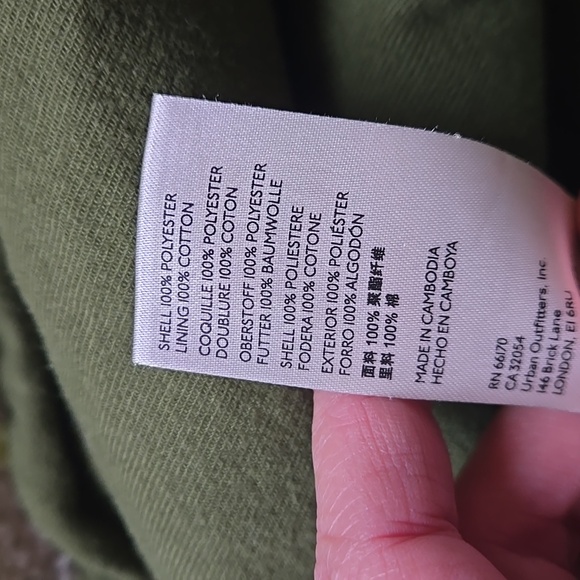 SHELL 100% POLYESTER
LINING 100% COTTON
COQUILLE 100% POLYESTER
DOUBLURE 100% COTON
OBERSTOFF 100% POLYESTER
FUTTER 100% BAUMWOLLE
SHELL 100% POLIESTERE
FODERA 100% COTONE
EXTERIOR 100% POLIÉSTER
FORRO 100% ALGODÓN
面料 100% 聚酯纤维
里料 100% 棉
MADE IN CAMBODIA
HECHO EN CAMBOYA
RN 66170
CA 32054
Urban Outfitters, Inc.
146 Brick Lane
LONDON, E1 6RU